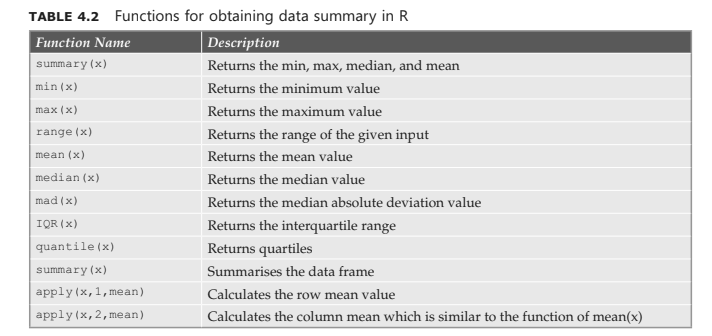 TABLE 4.2 Functions for obtaining data summary in R
Function Name Description
summary(x) Returns the min, max, median, and mean
min(x) Returns the minimum value
max(x) Returns the maximum value
range(x) Returns the range of the given input
mean(x) Returns the mean value
median(x) Returns the median value
mad(x) Returns the median absolute deviation value
IQR(x) Returns the interquartile range
quantile(x) Returns quartiles
summary(x) Summarises the data frame
apply(x,1,mean) Calculates the row mean value
apply(x,2,mean) Calculates the column mean which is similar to the function of mean(x)